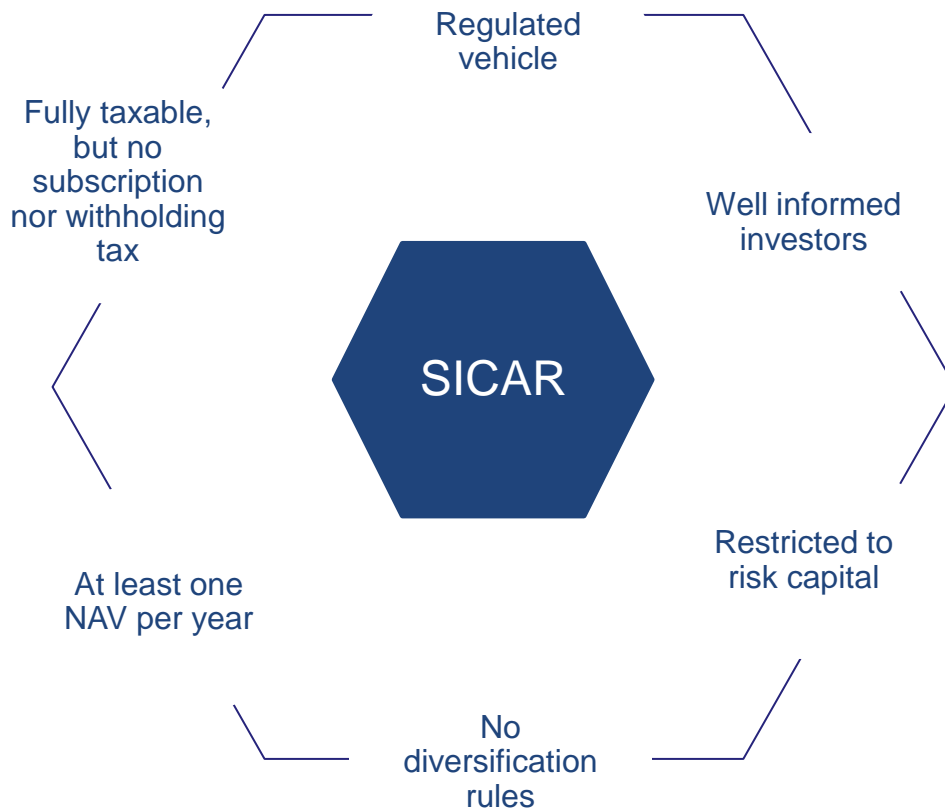 Regulated
vehicle
Well informed
investors
Restricted to
risk capital
No
diversification
rules
At least one
NAV per year
Fully taxable,
but no
subscription
nor withholding
tax
SICAR